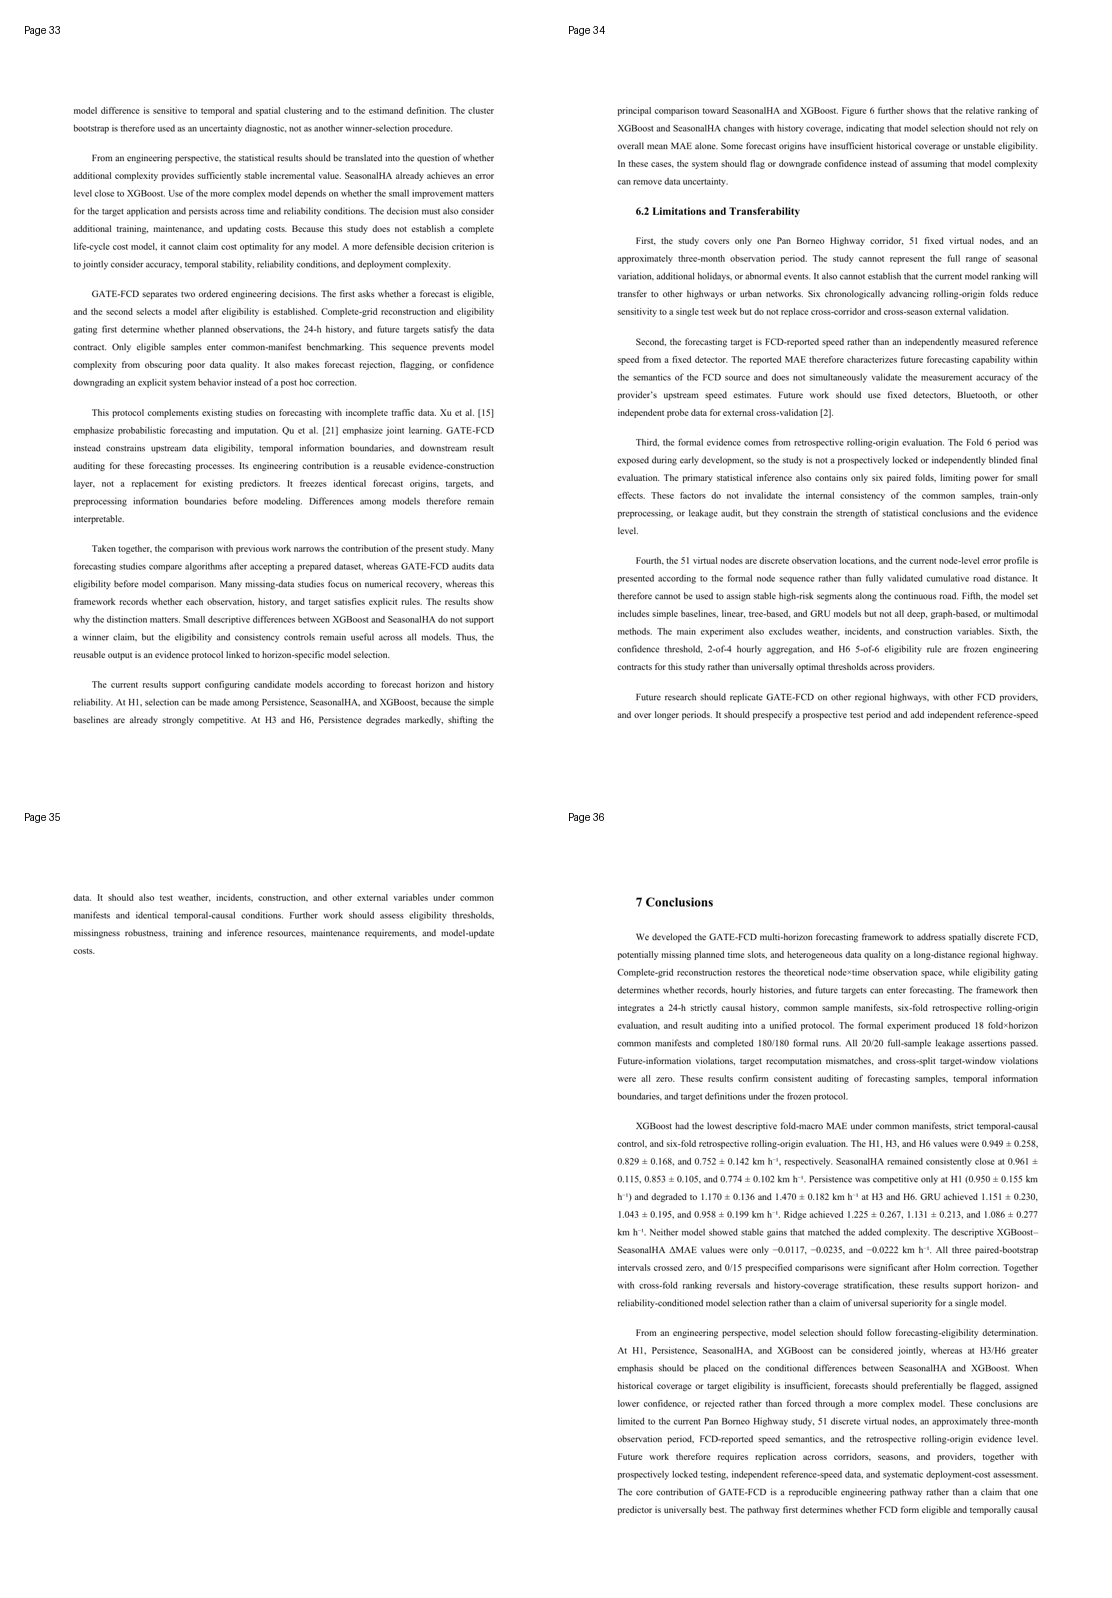 Page 33
model difference is sensitive to temporal and spatial clustering and to the estimand definition. The cluster
bootstrap is therefore used as an uncertainty diagnostic, not as another winner-selection procedure.
From an engineering perspective, the statistical results should be translated into the question of whether
additional complexity provides sufficiently stable incremental value. SeasonalHA already achieves an error
level close to XGBoost. Use of the more complex model depends on whether the small improvement matters
for the target application and persists across time and reliability conditions. The decision must also consider
additional training, maintenance, and updating costs. Because this study does not establish a complete
life-cycle cost model, it cannot claim cost optimality for any model. A more defensible decision criterion is
to jointly consider accuracy, temporal stability, reliability conditions, and deployment complexity.
GATE-FCD separates two ordered engineering decisions. The first asks whether a forecast is eligible,
and the second selects a model after eligibility is established. Complete-grid reconstruction and eligibility
gating first determine whether planned observations, the 24-h history, and future targets satisfy the data
contract. Only eligible samples enter common-manifest benchmarking. This sequence prevents model
complexity from obscuring poor data quality. It also makes forecast rejection, flagging, or confidence
downgrading an explicit system behavior instead of a post hoc correction.
This protocol complements existing studies on forecasting with incomplete traffic data. Xu et al. [15]
emphasize probabilistic forecasting and imputation. Qu et al. [21] emphasize joint learning. GATE-FCD
instead constrains upstream data eligibility, temporal information boundaries, and downstream result
auditing for these forecasting processes. Its engineering contribution is a reusable evidence-construction
layer, not a replacement for existing predictors. It freezes identical forecast origins, targets, and
preprocessing information boundaries before modeling. Differences among models therefore remain
interpretable.
Taken together, the comparison with previous work narrows the contribution of the present study. Many
forecasting studies compare algorithms after accepting a prepared dataset, whereas GATE-FCD audits data
eligibility before model comparison. Many missing-data studies focus on numerical recovery, whereas this
framework records whether each observation, history, and target satisfies explicit rules. The results show
why the distinction matters. Small descriptive differences between XGBoost and SeasonalHA do not support
a winner claim, but the eligibility and consistency controls remain useful across all models. Thus, the
reusable output is an evidence protocol linked to horizon-specific model selection.
The current results support configuring candidate models according to forecast horizon and history
reliability. At H1, selection can be made among Persistence, SeasonalHA, and XGBoost, because the simple
baselines are already strongly competitive. At H3 and H6, Persistence degrades markedly, shifting the
Page 34
principal comparison toward SeasonalHA and XGBoost. Figure 6 further shows that the relative ranking of
XGBoost and SeasonalHA changes with history coverage, indicating that model selection should not rely on
overall mean MAE alone. Some forecast origins have insufficient historical coverage or unstable eligibility.
In these cases, the system should flag or downgrade confidence instead of assuming that model complexity
can remove data uncertainty.
6.2 Limitations and Transferability
First, the study covers only one Pan Borneo Highway corridor, 51 fixed virtual nodes, and an
approximately three-month observation period. The study cannot represent the full range of seasonal
variation, additional holidays, or abnormal events. It also cannot establish that the current model ranking will
transfer to other highways or urban networks. Six chronologically advancing rolling-origin folds reduce
sensitivity to a single test week but do not replace cross-corridor and cross-season external validation.
Second, the forecasting target is FCD-reported speed rather than an independently measured reference
speed from a fixed detector. The reported MAE therefore characterizes future forecasting capability within
the semantics of the FCD source and does not simultaneously validate the measurement accuracy of the
provider’s upstream speed estimates. Future work should use fixed detectors, Bluetooth, or other
independent probe data for external cross-validation [2].
Third, the formal evidence comes from retrospective rolling-origin evaluation. The Fold 6 period was
exposed during early development, so the study is not a prospectively locked or independently blinded final
evaluation. The primary statistical inference also contains only six paired folds, limiting power for small
effects. These factors do not invalidate the internal consistency of the common samples, train-only
preprocessing, or leakage audit, but they constrain the strength of statistical conclusions and the evidence
level.
Fourth, the 51 virtual nodes are discrete observation locations, and the current node-level error profile is
presented according to the formal node sequence rather than fully validated cumulative road distance. It
therefore cannot be used to assign stable high-risk segments along the continuous road. Fifth, the model set
includes simple baselines, linear, tree-based, and GRU models but not all deep, graph-based, or multimodal
methods. The main experiment also excludes weather, incidents, and construction variables. Sixth, the
confidence threshold, 2-of-4 hourly aggregation, and H6 5-of-6 eligibility rule are frozen engineering
contracts for this study rather than universally optimal thresholds across providers.
Future research should replicate GATE-FCD on other regional highways, with other FCD providers,
and over longer periods. It should prespecify a prospective test period and add independent reference-speed
Page 35
data. It should also test weather, incidents, construction, and other external variables under common
manifests and identical temporal-causal conditions. Further work should assess eligibility thresholds,
missingness robustness, training and inference resources, maintenance requirements, and model-update
costs.
Page 36
7 Conclusions
We developed the GATE-FCD multi-horizon forecasting framework to address spatially discrete FCD,
potentially missing planned time slots, and heterogeneous data quality on a long-distance regional highway.
Complete-grid reconstruction restores the theoretical node×time observation space, while eligibility gating
determines whether records, hourly histories, and future targets can enter forecasting. The framework then
integrates a 24-h strictly causal history, common sample manifests, six-fold retrospective rolling-origin
evaluation, and result auditing into a unified protocol. The formal experiment produced 18 fold×horizon
common manifests and completed 180/180 formal runs. All 20/20 full-sample leakage assertions passed.
Future-information violations, target recomputation mismatches, and cross-split target-window violations
were all zero. These results confirm consistent auditing of forecasting samples, temporal information
boundaries, and target definitions under the frozen protocol.
XGBoost had the lowest descriptive fold-macro MAE under common manifests, strict temporal-causal
control, and six-fold retrospective rolling-origin evaluation. The H1, H3, and H6 values were 0.949 ± 0.258,
0.829 ± 0.168, and 0.752 ± 0.142 km h⁻¹, respectively. SeasonalHA remained consistently close at 0.961 ±
0.115, 0.853 ± 0.105, and 0.774 ± 0.102 km h⁻¹. Persistence was competitive only at H1 (0.950 ± 0.155 km
h⁻¹) and degraded to 1.170 ± 0.136 and 1.470 ± 0.182 km h⁻¹ at H3 and H6. GRU achieved 1.151 ± 0.230,
1.043 ± 0.195, and 0.958 ± 0.199 km h⁻¹. Ridge achieved 1.225 ± 0.267, 1.131 ± 0.213, and 1.086 ± 0.277
km h⁻¹. Neither model showed stable gains that matched the added complexity. The descriptive XGBoost–
SeasonalHA ΔMAE values were only −0.0117, −0.0235, and −0.0222 km h⁻¹. All three paired-bootstrap
intervals crossed zero, and 0/15 prespecified comparisons were significant after Holm correction. Together
with cross-fold ranking reversals and history-coverage stratification, these results support horizon- and
reliability-conditioned model selection rather than a claim of universal superiority for a single model.
From an engineering perspective, model selection should follow forecasting-eligibility determination.
At H1, Persistence, SeasonalHA, and XGBoost can be considered jointly, whereas at H3/H6 greater
emphasis should be placed on the conditional differences between SeasonalHA and XGBoost. When
historical coverage or target eligibility is insufficient, forecasts should preferentially be flagged, assigned
lower confidence, or rejected rather than forced through a more complex model. These conclusions are
limited to the current Pan Borneo Highway study, 51 discrete virtual nodes, an approximately three-month
observation period, FCD-reported speed semantics, and the retrospective rolling-origin evidence level.
Future work therefore requires replication across corridors, seasons, and providers, together with
prospectively locked testing, independent reference-speed data, and systematic deployment-cost assessment.
The core contribution of GATE-FCD is a reproducible engineering pathway rather than a claim that one
predictor is universally best. The pathway first determines whether FCD form eligible and temporally causal